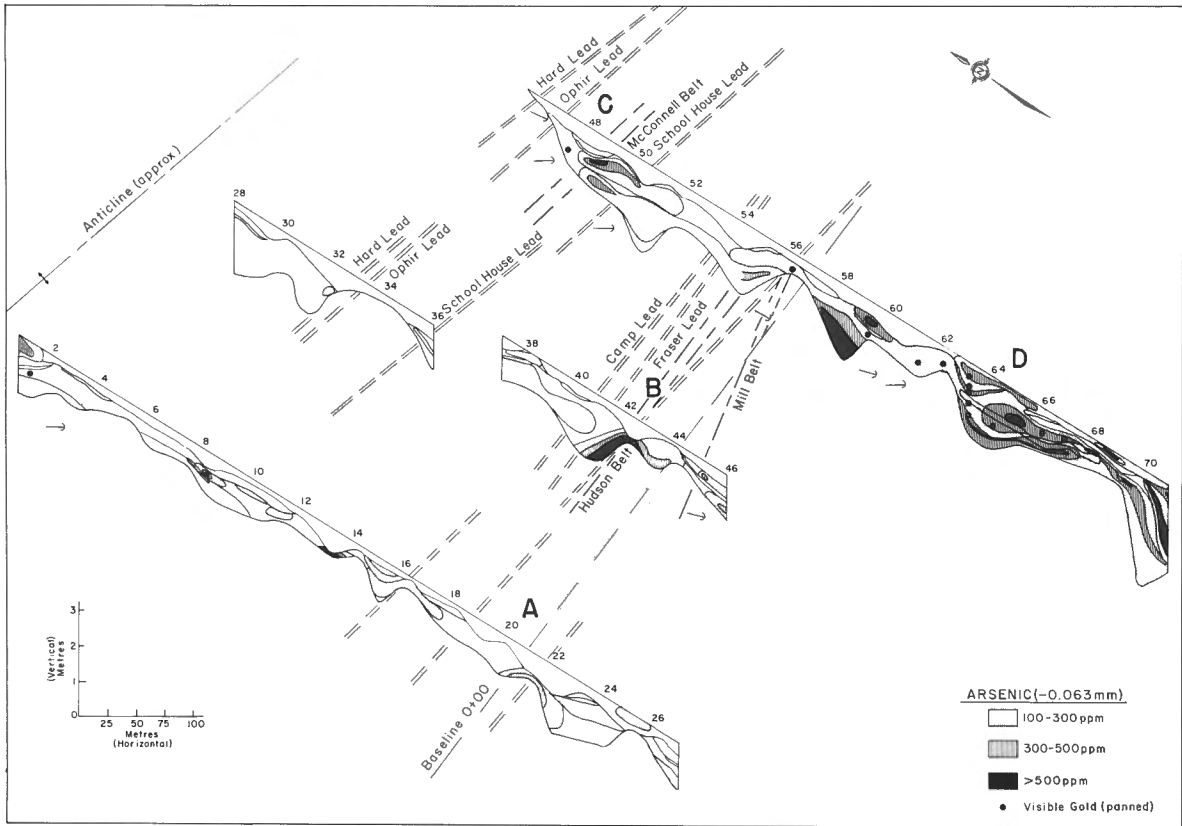 Hard Lead
Ophir Lead
C
McConnell Belt
School House Lead
N
48
50
52
54
56
58
60
62
D
64
66
68
70
Anticline (approx)
28
30
32
34
36
Hard Lead
Ophir Lead
School House Lead
Camp Lead
Fraser Lead
B
Mill Belt
38
40
42
44
46
Hudson Belt
2
4
6
8
10
12
14
16
18
A
20
22
24
26
Baseline 0+00
3
2
1
0
(Vertical)
Metres
25 50 75 100
Metres
(Horizontal)
ARSENIC(-0.063mm)
100-300ppm
300-500ppm
>500ppm
Visible Gold (panned)